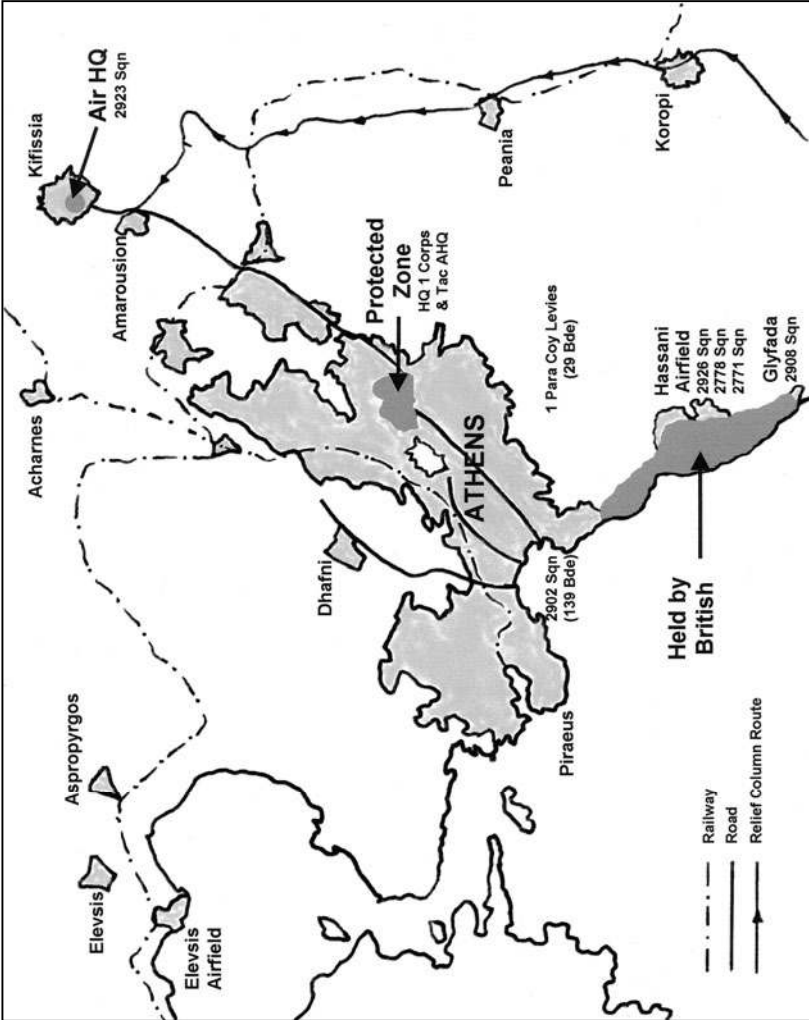 Kifissia
Air HQ
2923 Sqn
Amarousion
Acharnes
Aspropyrgos
Elevsis
Elevsis
Airfield
Dhafni
Protected
Zone
HQ 1 Corps
& Tac AHQ
ATHENS
Peania
Koropi
1 Para Coy Levies
(29 Bde)
2902 Sqn
(139 Bde)
Piraeus
Hassani
Airfield
2926 Sqn
2778 Sqn
2771 Sqn
Glyfada
2908 Sqn
Held by
British
Railway
Road
Relief Column Route